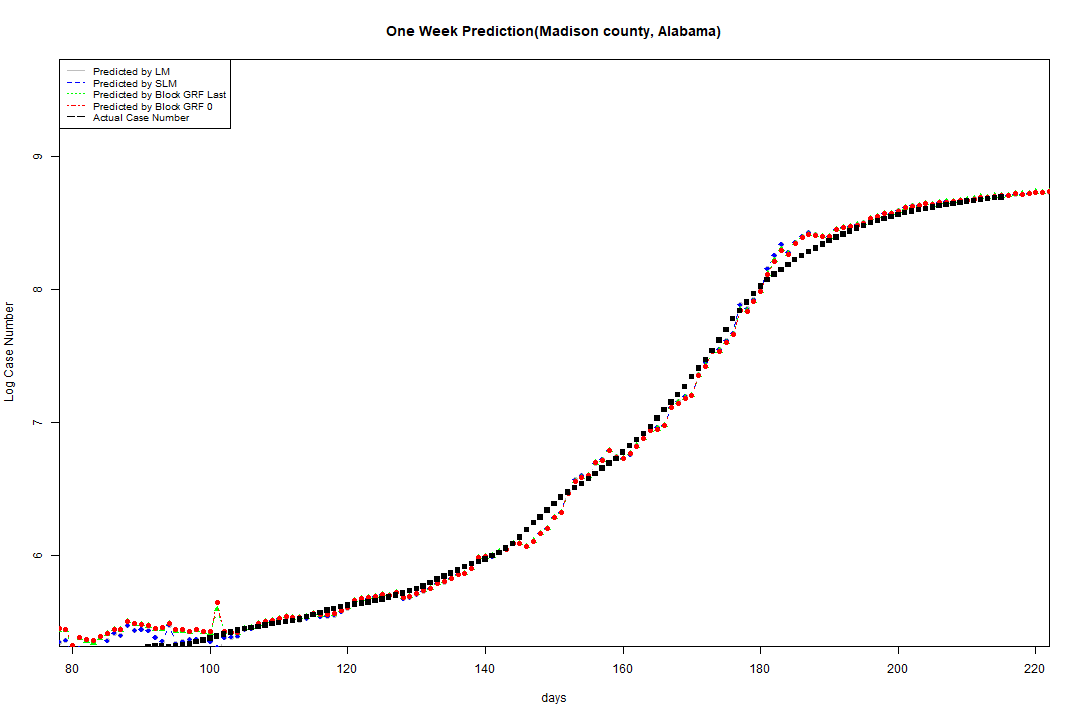 One Week Prediction(Madison county, Alabama)
Predicted by LM
Predicted by SLM
Predicted by Block GRF Last
Predicted by Block GRF 0
Actual Case Number
9
8
7
6
Log Case Number
80 100 120 140 160 180 200 220
days